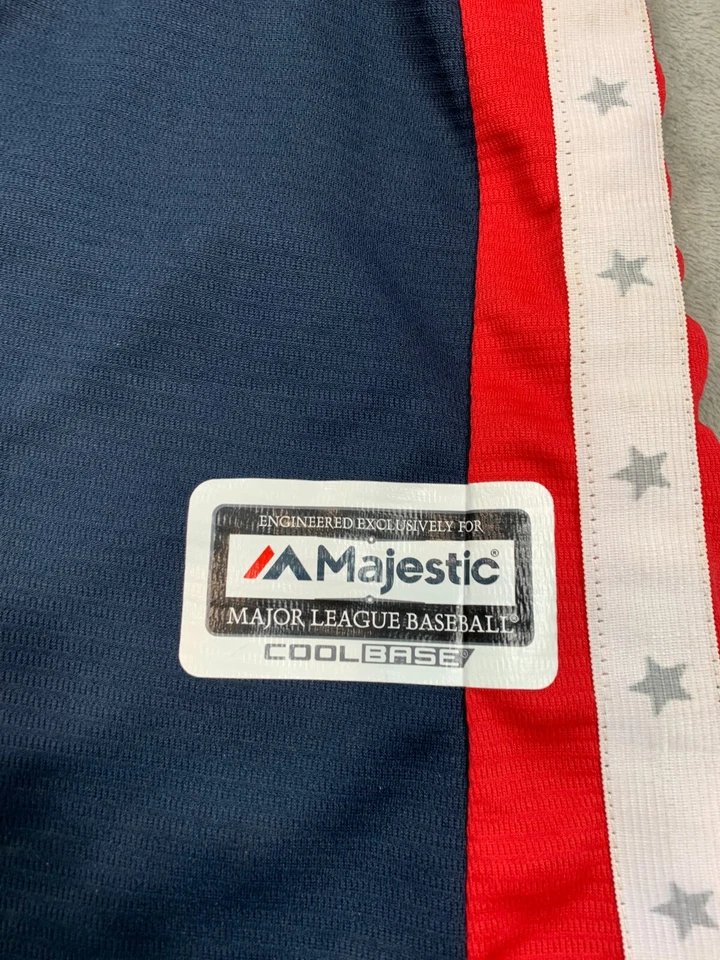 ENGINEERED EXCLUSIVELY FOR
Majestic®
MAJOR LEAGUE BASEBALL®
COOLBASE®